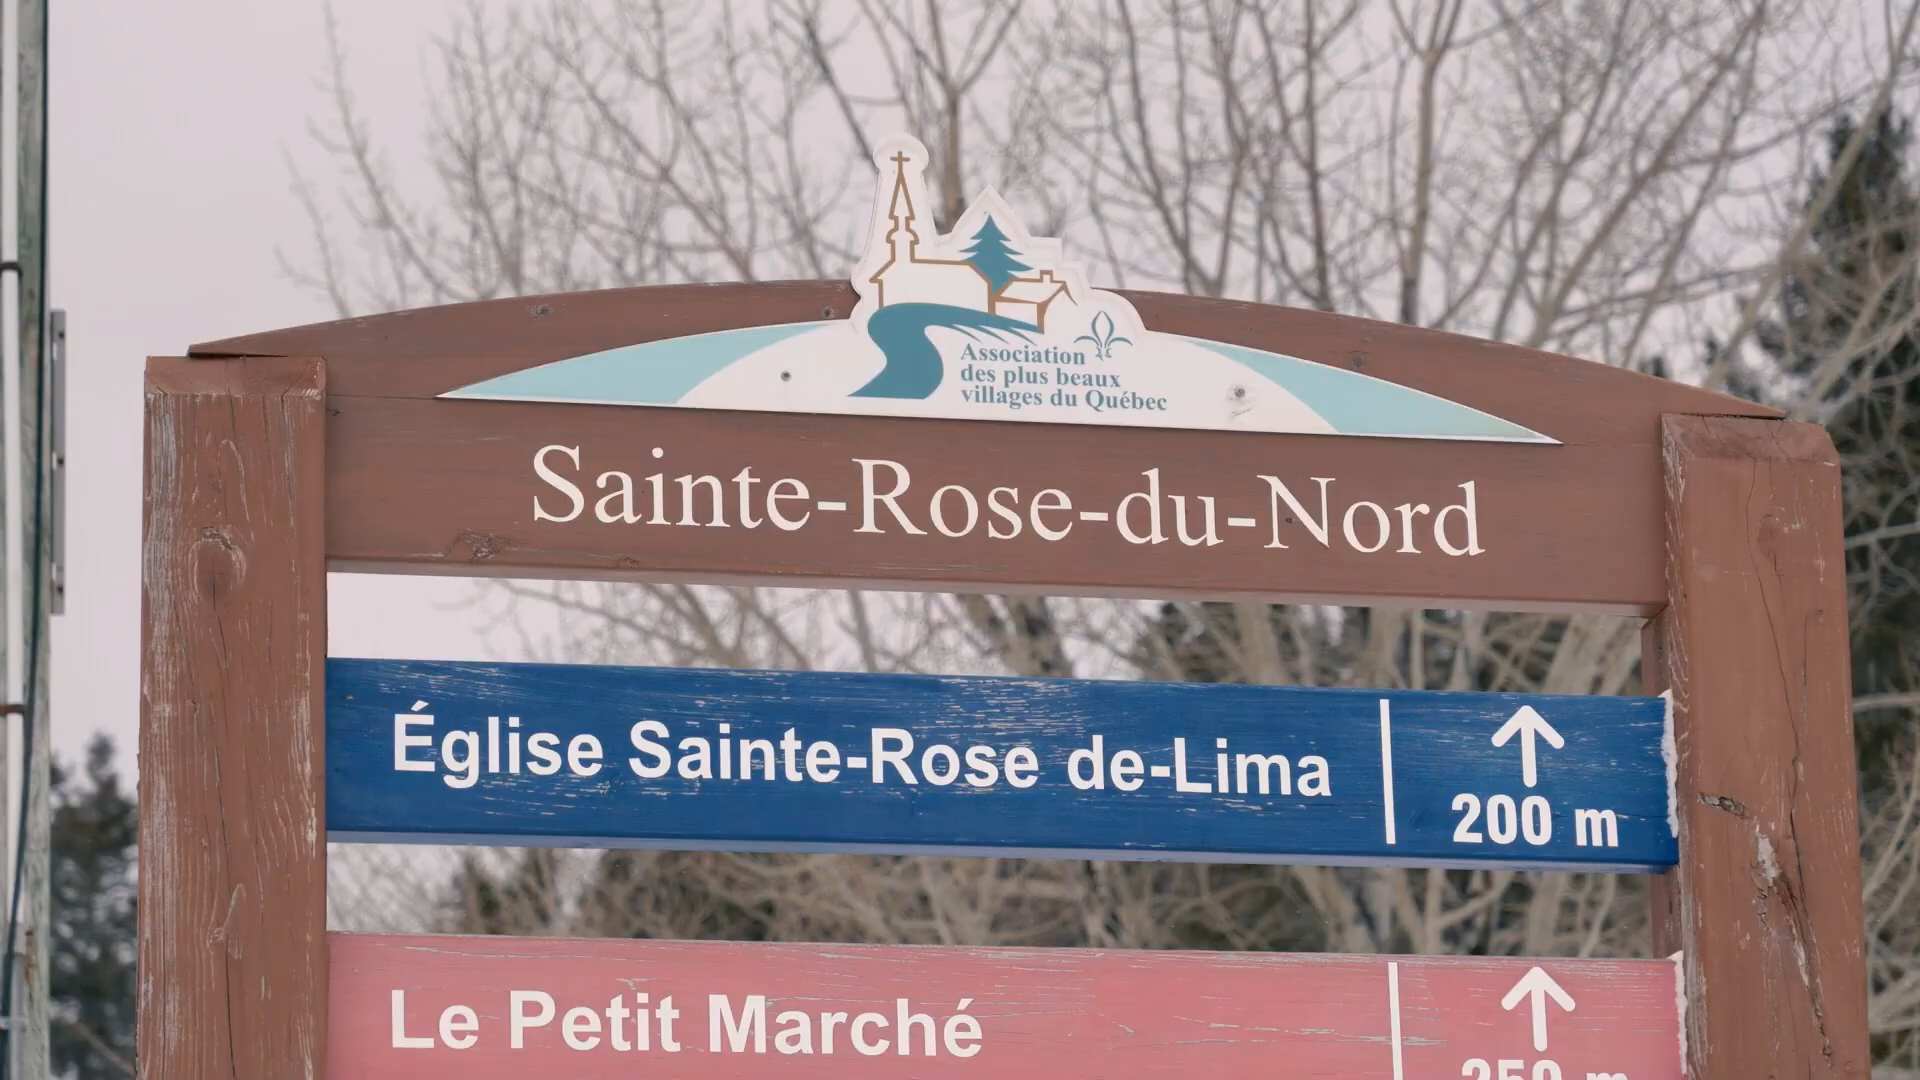 Association
des plus beaux
villages du Québec
Sainte-Rose-du-Nord
Église Sainte-Rose de-Lima
200 m
Le Petit Marché
250 m